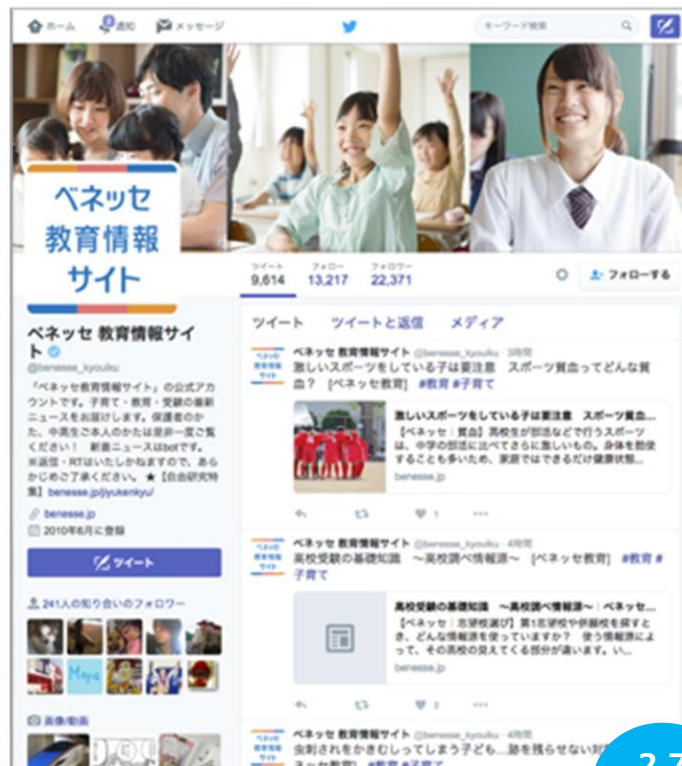 ホーム 通知 メッセージ キーワード検索
ベネッセ
教育情報
サイト
ツイート フォロー フォロワー
9,614 13,217 22,371 フォローする
ベネッセ 教育情報サイ
ト
@benesse_kyouiku
「ベネッセ教育情報サイト」の公式アカ
ウントです。子育て・教育・受験の最新
ニュースをお届けします。保護者のか
た、中高生ご本人のかたは是非一度ご覧
ください! 新着ニュースはbotです。
※返信・RTはいたしかねますので、あら
かじめご了承ください。★【自由研究特
集】benesse.jp/jiyukenkyu/
benesse.jp
2010年6月に登録
ツイート
241人の知り合いのフォロワー
画像/動画
ツイート ツイートと返信 メディア
ベネッセ 教育情報サイト @benesse_kyouiku · 3時間
激しいスポーツをしている子は要注意 スポーツ貧血ってどんな貧
血? [ベネッセ教育] #教育 #子育て
激しいスポーツをしている子は要注意 スポーツ貧血...
【ベネッセ|貧血】高校生が部活などで行うスポーツ
は、中学の部活に比べてさらに激しいもの。身体を酷使
することも多いため、家庭ではできるだけ健康状態...
benesse.jp
1
ベネッセ 教育情報サイト @benesse_kyouiku · 4時間
高校受験の基礎知識 ~高校調べ情報源~ [ベネッセ教育] #教育 #
子育て
高校受験の基礎知識 ~高校調べ情報源~|ベネッセ...
【ベネッセ|志望校選び】第1志望校や併願校を探すと
き、どんな情報源を使っていますか? 使う情報源によ
って、その高校の見えてくる部分が違います。い...
benesse.jp
2
ベネッセ 教育情報サイト @benesse_kyouiku · 4時間
虫刺されをかきむしってしまう子ども...跡を残らせない対
ネッセ教育] #教育 #子育て
27